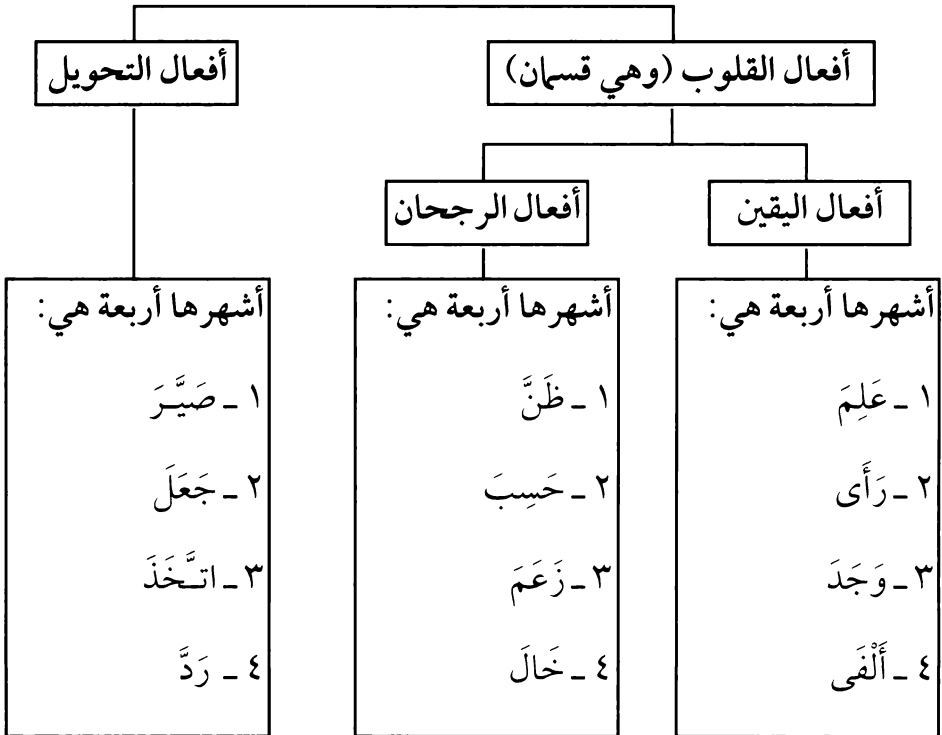 أفعال القلوب (وهي قسمان)
أفعال التحويل
أفعال اليقين
أفعال الرجحان
أشهرها أربعة هي:
١ - عَلِمَ
٢ - رَأَى
٣ - وَجَدَ
٤ - أَلْفَى
أشهرها أربعة هي:
١ - ظَنَّ
٢ - حَسِبَ
٣ - زَعَمَ
٤ - خَالَ
أشهرها أربعة هي:
١ - صَيَّرَ
٢ - جَعَلَ
٣ - اتَّخَذَ
٤ - رَدَّ